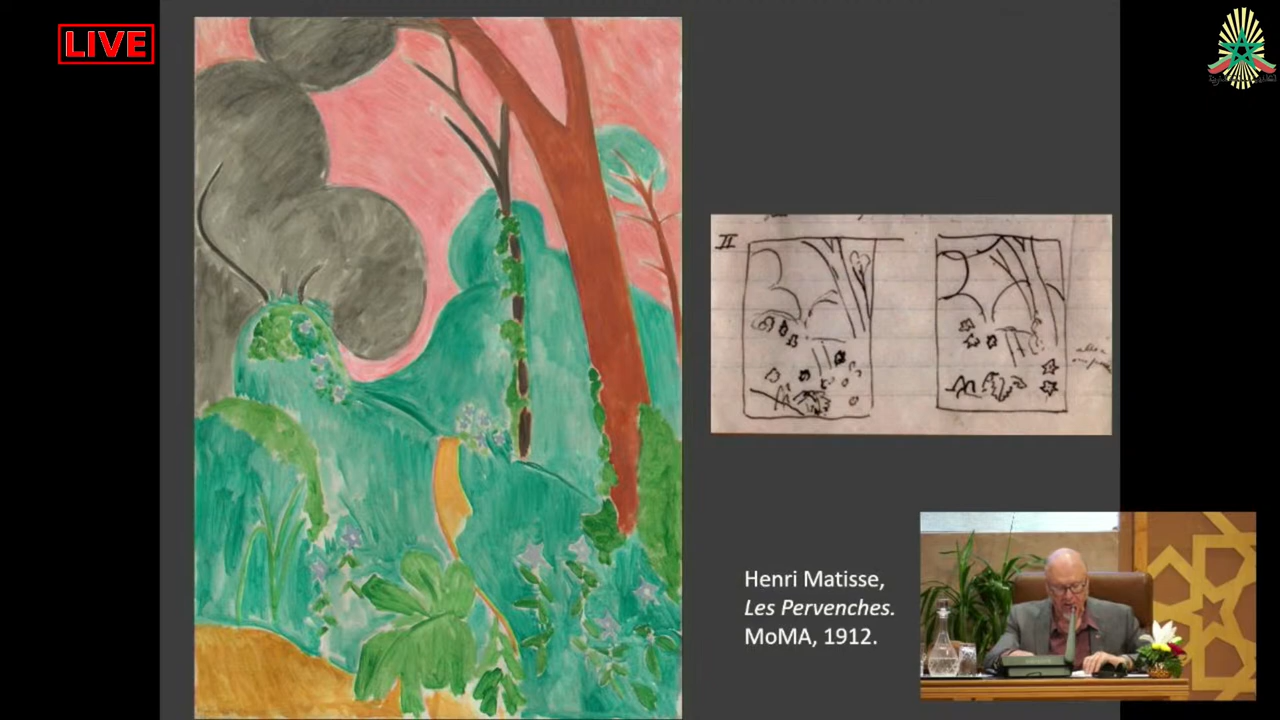 LIVE
II
Henri Matisse,
Les Pervenches.
MoMA, 1912.